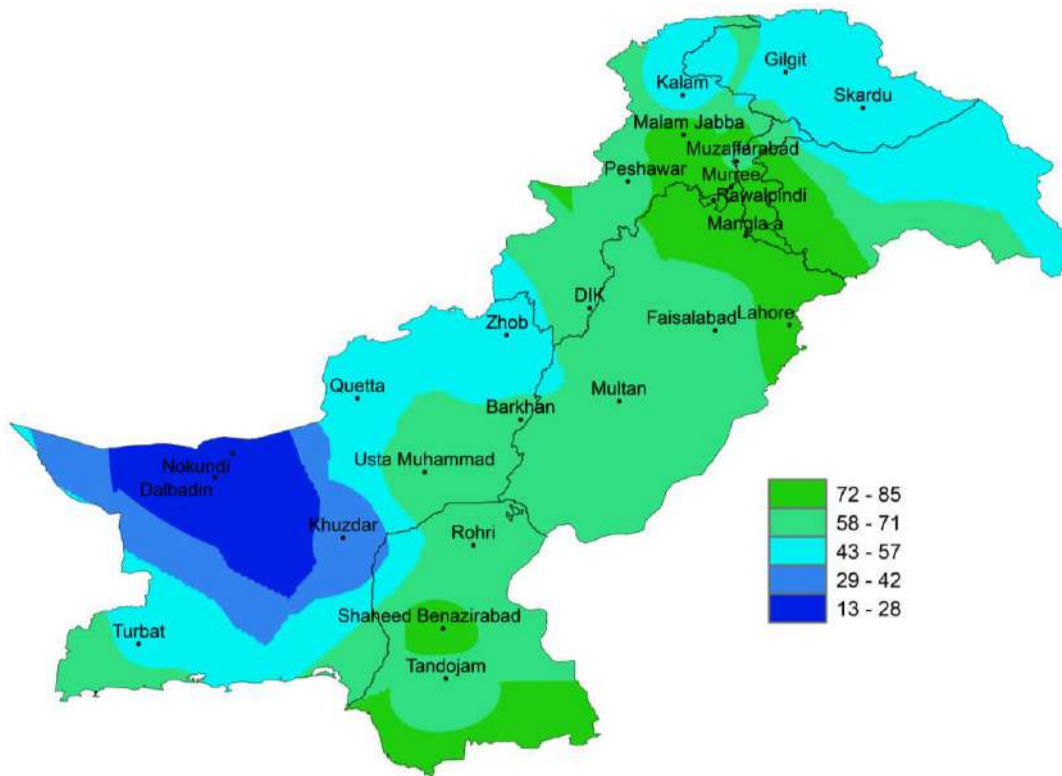 Gilgit
Kalam
Skardu
Malam Jabba
Muzaffarabad
Peshawar
Murree
Rawalpindi
Mangla a
DIK
Zhob
Faisalabad
Lahore
Quetta
Multan
Barkhan
Nokundi
Usta Muhammad
Dalbadin
72 - 85
58 - 71
43 - 57
29 - 42
13 - 28
Khuzdar
Rohri
Shaheed Benazirabad
Turbat
Tandojam